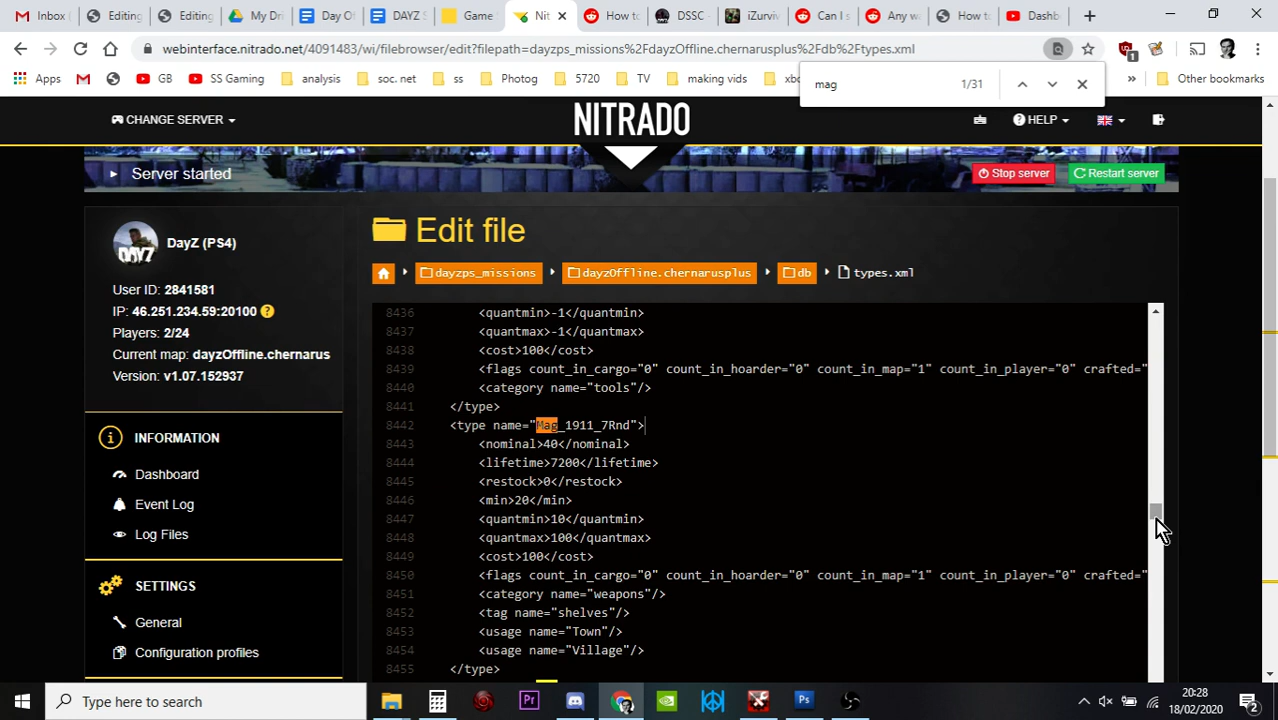 Inbox (
Editing
Editing
My Dri
Day Of
DAYZ S
Game
Nit
How to
DSSC -
iZurviv
Can I s
Any w
How to
Dashb
webinterface.nitrado.net/4091483/wi/filebrowser/edit?filepath=dayzps_missions%2FdayzOffline.chernarusplus%2Fdb%2Ftypes.xml
1
Apps
GB
SS Gaming
analysis
soc. net
ss
Photog
5720
TV
making vids
xbo
»
Other bookmarks
mag
1/31
CHANGE SERVER
NITRADO
HELP
Server started
Stop server
Restart server
DayZ (PS4)
DAYZ
User ID: 2841581
IP: 46.251.234.59:20100
Players: 2/24
Current map: dayzOffline.chernarus
Version: v1.07.152937
INFORMATION
Dashboard
Event Log
Log Files
SETTINGS
General
Configuration profiles
Edit file
dayzps_missions
dayzOffline.chernarusplus
db
types.xml
8436 <quantmin>-1</quantmin>
8437 <quantmax>-1</quantmax>
8438 <cost>100</cost>
8439 <flags count_in_cargo="0" count_in_hoarder="0" count_in_map="1" count_in_player="0" crafted="
8440 <category name="tools"/>
8441 </type>
8442 <type name="Mag_1911_7Rnd">
8443 <nominal>40</nominal>
8444 <lifetime>7200</lifetime>
8445 <restock>0</restock>
8446 <min>20</min>
8447 <quantmin>10</quantmin>
8448 <quantmax>100</quantmax>
8449 <cost>100</cost>
8450 <flags count_in_cargo="0" count_in_hoarder="0" count_in_map="1" count_in_player="0" crafted="
8451 <category name="weapons"/>
8452 <tag name="shelves"/>
8453 <usage name="Town"/>
8454 <usage name="Village"/>
8455 </type>
Type here to search
20:28
18/02/2020
2